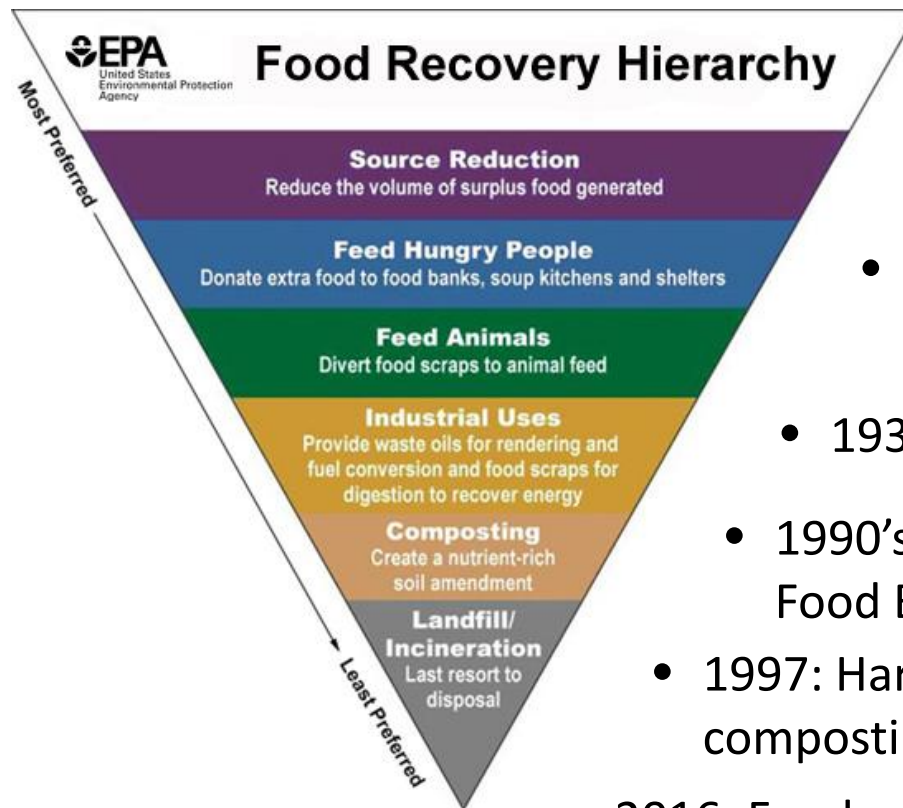 EPA
United States
Environmental Protection
Agency
Food Recovery Hierarchy
Most Preferred
Source Reduction
Reduce the volume of surplus food generated
Feed Hungry People
Donate extra food to food banks, soup kitchens and shelters
Feed Animals
Divert food scraps to animal feed
Industrial Uses
Provide waste oils for rendering and
fuel conversion and food scraps for
digestion to recover energy
Composting
Create a nutrient-rich
soil amendment
Landfill/
Incineration
Last resort to
disposal
Least Preferred
•
• 193
• 1990’s
Food
• 1997: Har
composti